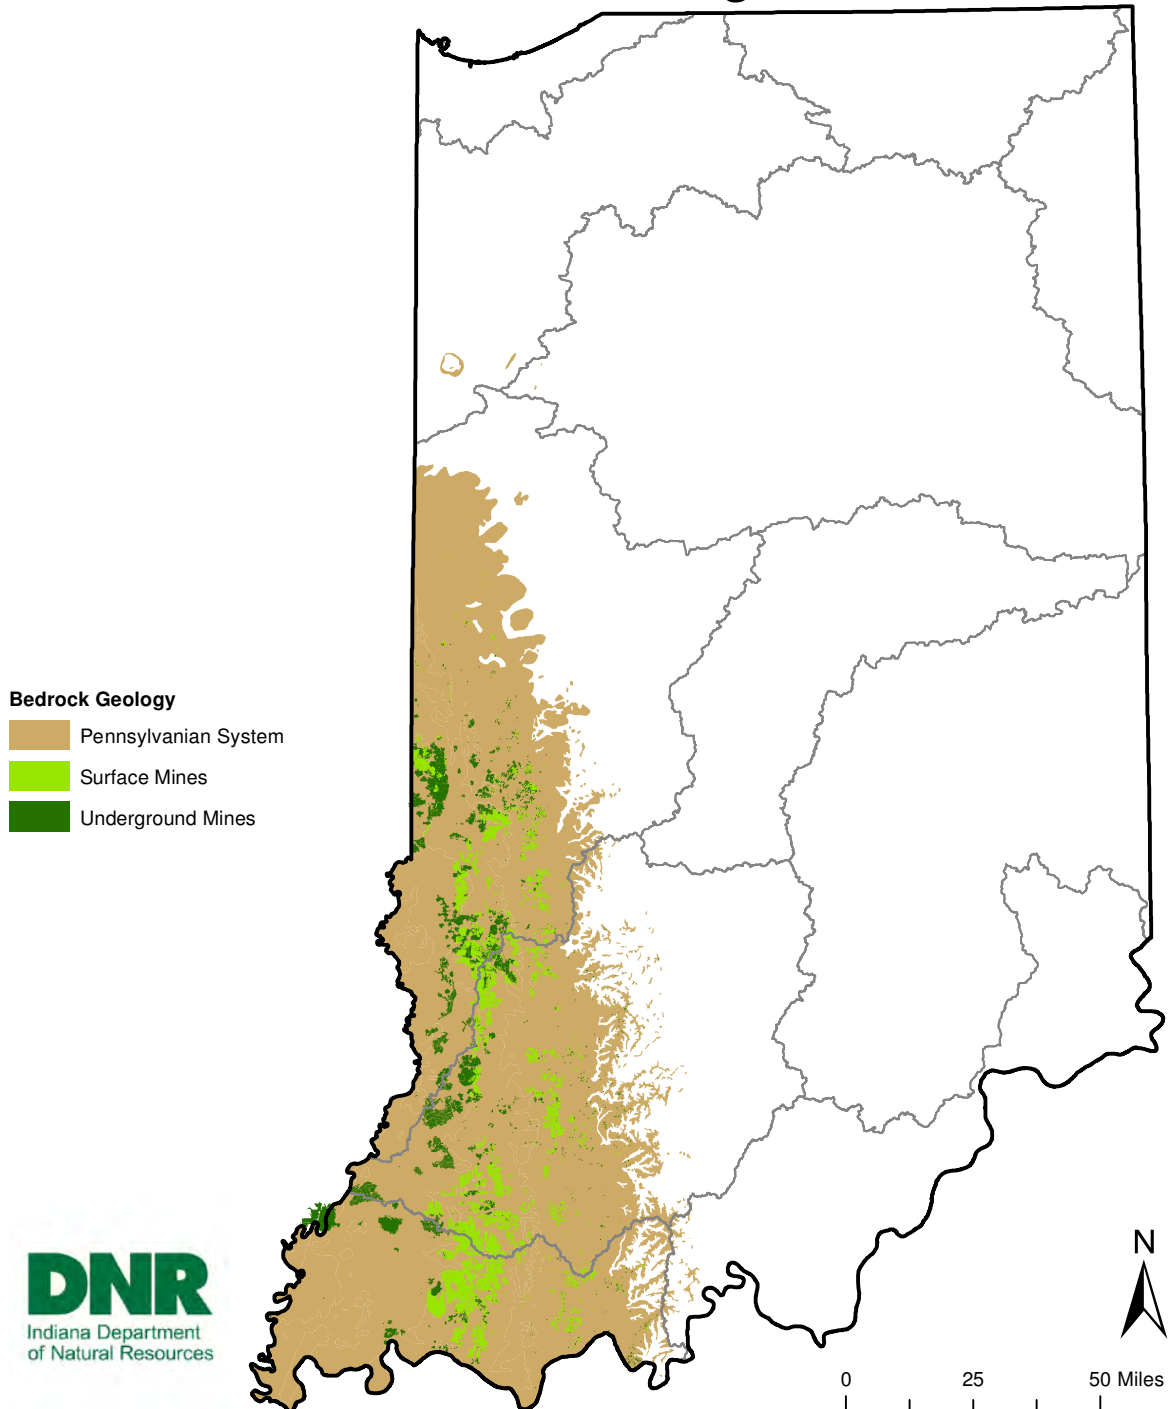 Bedrock Geology
Pennsylvanian System
Surface Mines
Underground Mines
DNR
Indiana Department
of Natural Resources
N
0 25 50 Miles